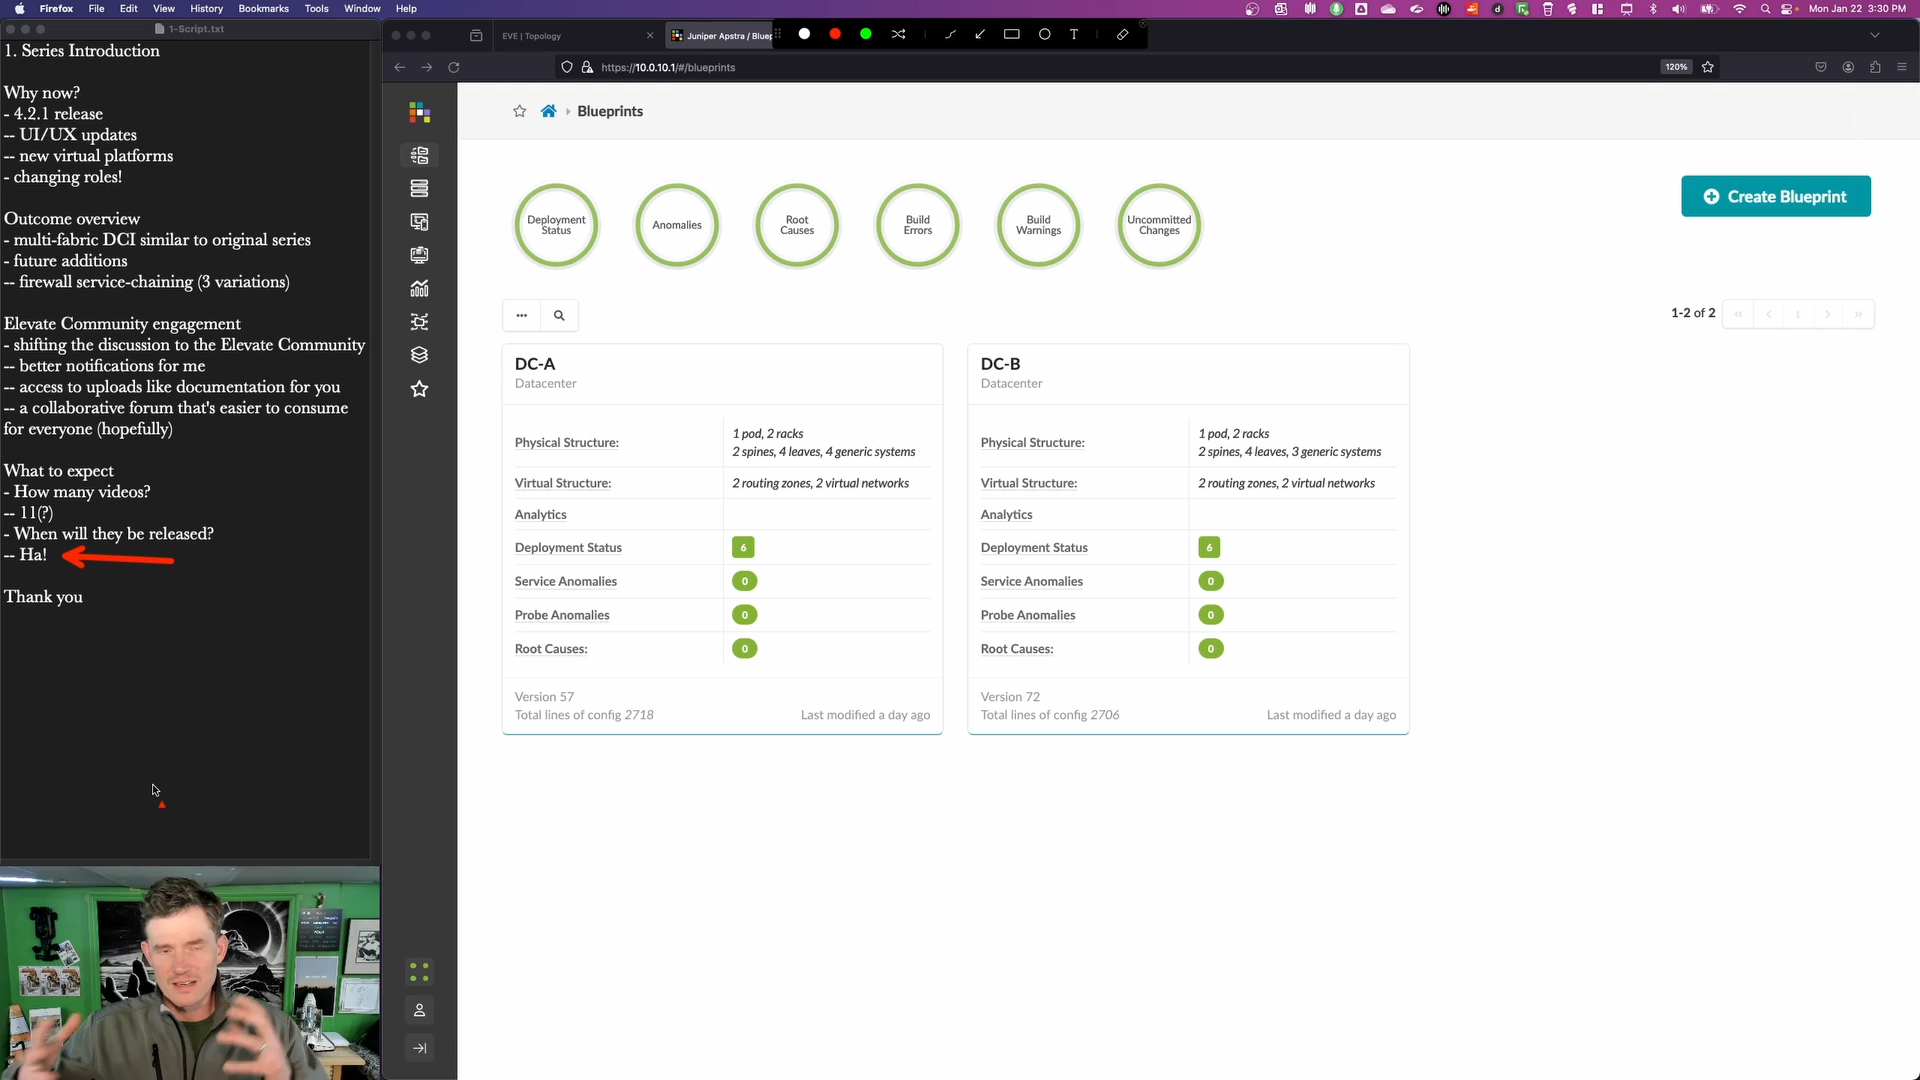 Firefox File Edit View History Bookmarks Tools Window Help
Mon Jan 22 3:30 PM
1-Script.txt
1. Series Introduction
Why now?
- 4.2.1 release
-- UI/UX updates
-- new virtual platforms
- changing roles!
Outcome overview
- multi-fabric DCI similar to original series
- future additions
-- firewall service-chaining (3 variations)
Elevate Community engagement
- shifting the discussion to the Elevate Community
-- better notifications for me
-- access to uploads like documentation for you
-- a collaborative forum that's easier to consume
for everyone (hopefully)
What to expect
- How many videos?
-- 11(?)
- When will they be released?
-- Ha!
Thank you
EVE | Topology
Juniper Apstra / Bluep
T
https://10.0.10.1/#/blueprints
120%
Blueprints
Deployment
Status
Anomalies
Root
Causes
Build
Errors
Build
Warnings
Uncommitted
Changes
Create Blueprint
1-2 of 2
1
DC-A
Datacenter
Physical Structure:
1 pod, 2 racks
2 spines, 4 leaves, 4 generic systems
Virtual Structure:
2 routing zones, 2 virtual networks
Analytics
Deployment Status
6
Service Anomalies
0
Probe Anomalies
0
Root Causes:
0
Version 57
Total lines of config 2718
Last modified a day ago
DC-B
Datacenter
Physical Structure:
1 pod, 2 racks
2 spines, 4 leaves, 3 generic systems
Virtual Structure:
2 routing zones, 2 virtual networks
Analytics
Deployment Status
6
Service Anomalies
0
Probe Anomalies
0
Root Causes:
0
Version 72
Total lines of config 2706
Last modified a day ago